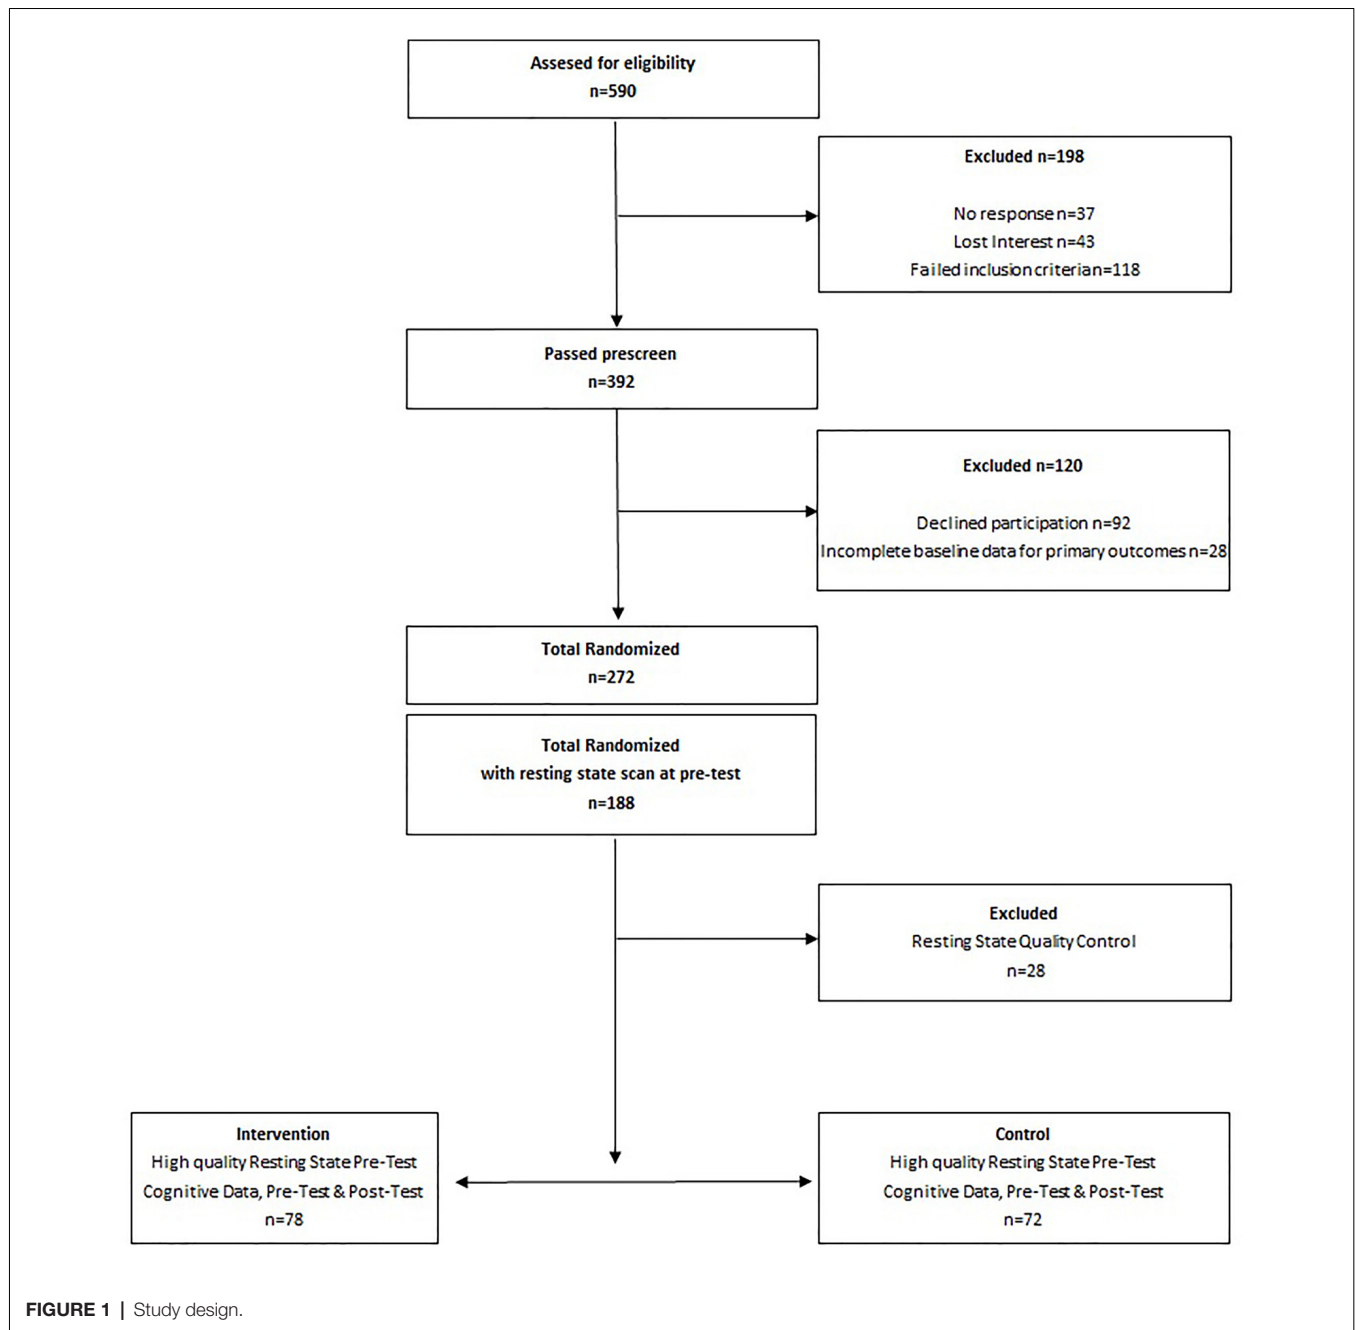 Assesed for eligibility
n=590
Excluded n=198
No response n=37
Lost Interest n=43
Failed inclusion criteria n=118
Passed prescreen
n=392
Excluded n=120
Declined participation n=92
Incomplete baseline data for primary outcomes n=28
Total Randomized
n=272
Total Randomized
with resting state scan at pre-test
n=188
Excluded
Resting State Quality Control
n=28
Intervention
High quality Resting State Pre-Test
Cognitive Data, Pre-Test & Post-Test
n=78
Control
High quality Resting State Pre-Test
Cognitive Data, Pre-Test & Post-Test
n=72
FIGURE 1 | Study design.